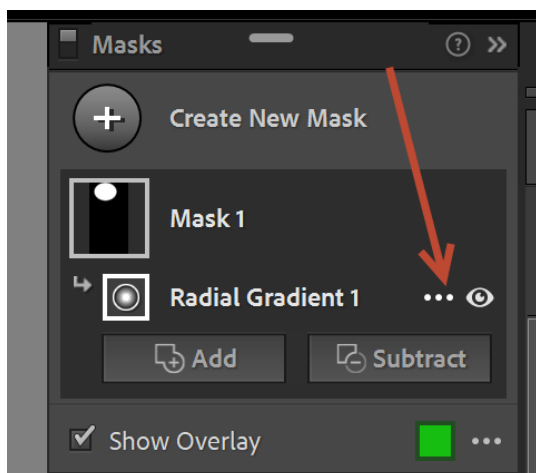 Masks
Create New Mask
Mask 1
Radial Gradient 1
Add Subtract
Show Overlay